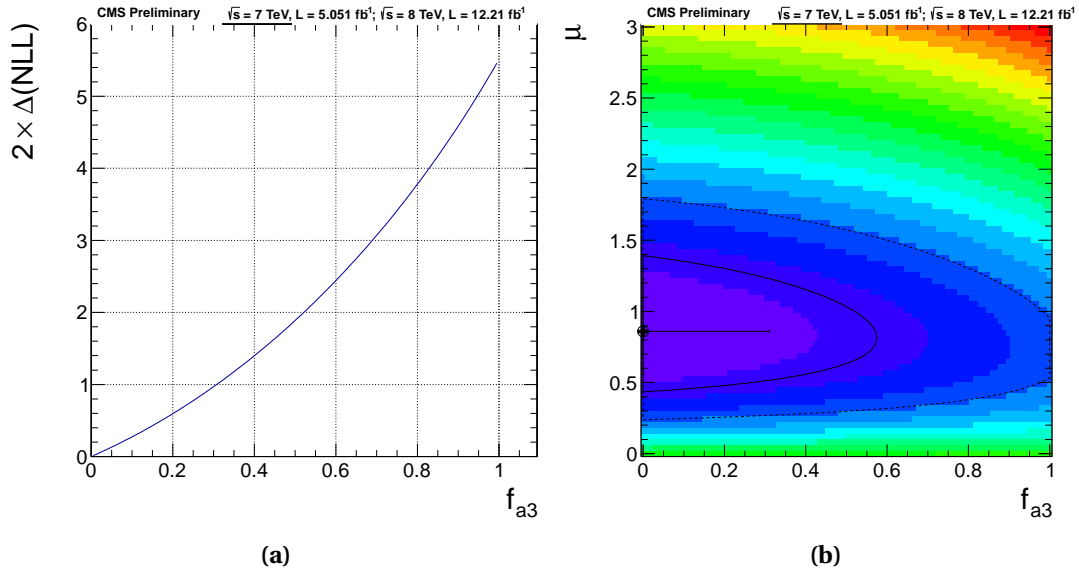 CMS Preliminary √s = 7 TeV, L = 5.051 fb⁻¹; √s = 8 TeV, L = 12.21 fb⁻¹
2 × Δ(NLL)
6
5
4
3
2
1
0
0 0.2 0.4 0.6 0.8 1
f_a3
(a)
CMS Preliminary √s = 7 TeV, L = 5.051 fb⁻¹; √s = 8 TeV, L = 12.21 fb⁻¹
μ
3
2.5
2
1.5
1
0.5
0
0 0.2 0.4 0.6 0.8 1
f_a3
(b)